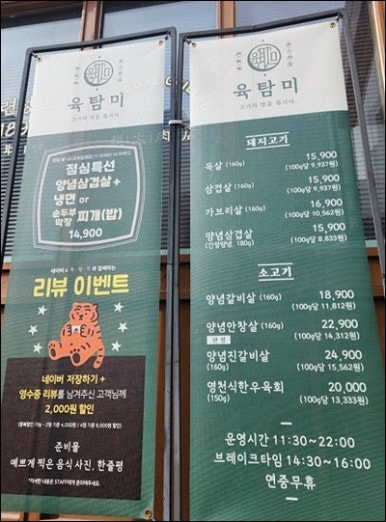 육탐미
고기의 맛을 즐기다.
점심특선
양념삼겹살+
냉면 or
순두부
막장 찌개(밥)
14,900
리뷰 이벤트
네이버 저장하기 +
영수증 리뷰를 남겨주신 고객님께
2,000원 할인
준비물
예쁘게 찍은 음식 사진, 한줄평
육탐미
고기의 맛을 즐기다.
돼지고기
목살 (160g) 15,900
(100g당 9,937원)
삼겹살 (160g) 15,900
(100g당 9,937원)
가브리살 (160g) 16,900
(100g당 10,562원)
양념삼겹살 15,900
(간장양념, 180g) (100g당 8,833원)
소고기
양념갈비살 (160g) 18,900
(100g당 11,812원)
양념안창살 (160g) 22,900
한정 (100g당 14,312원)
양념진갈비살 (160g) 24,900
(100g당 15,562원)
영천식한우육회 20,000
(150g) (100g당 13,333원)
운영시간 11:30~22:00
브레이크타임 14:30~16:00
연중무휴